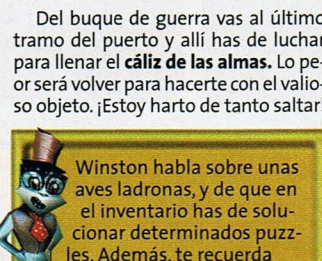 Del buque de guerra vas al último
tramo del puerto y allí has de luchar
para llenar el cáliz de las almas. Lo pe-
or será volver para hacerte con el valio-
so objeto. ¡Estoy harto de tanto saltar
Winston habla sobre unas
aves ladronas, y de que en
el inventario has de solu-
cionar determinados puzz-
les. Además, te recuerda